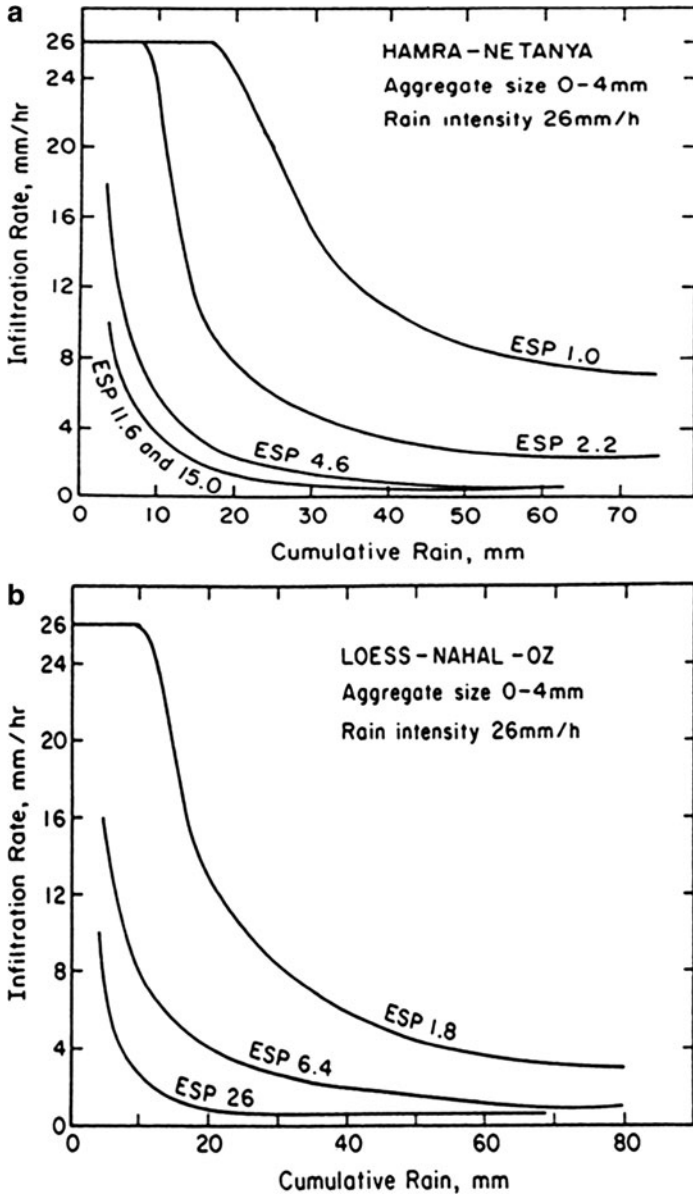 a
HAMRA-NETANYA
Aggregate size 0-4mm
Rain intensity 26mm/h
Infiltration Rate, mm/hr
26
24
20
16
12
8
4
0
ESP 1.0
ESP 2.2
ESP 4.6
ESP 11.6 and 15.0
0 10 20 30 40 50 60 70
Cumulative Rain, mm
b
LOESS-NAHAL-OZ
Aggregate size 0-4mm
Rain intensity 26mm/h
Infiltration Rate, mm/hr
26
24
20
16
12
8
4
0
ESP 1.8
ESP 6.4
ESP 26
0 20 40 60 80
Cumulative Rain, mm